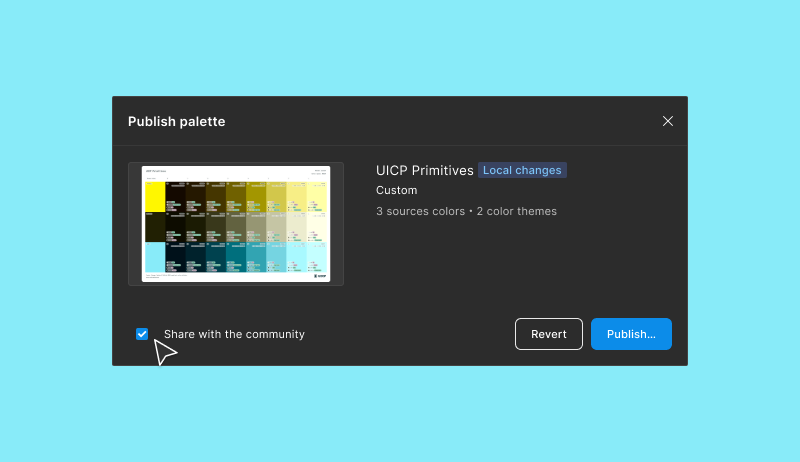 Publish palette
UICP Primitives Local changes
Custom
3 sources colors • 2 color themes
Share with the community
Revert
Publish...